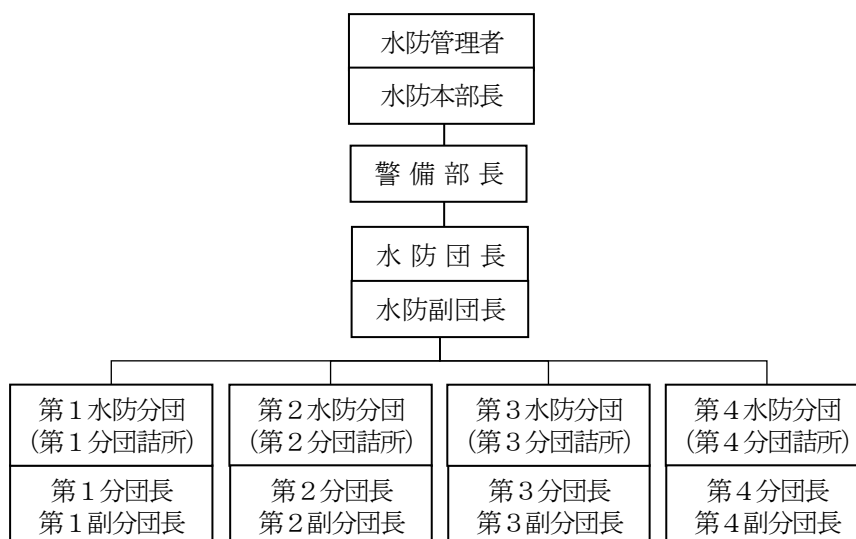 水防管理者
水防本部長
警備部長
水防団長
水防副団長
第１水防分団
(第１分団詰所)
第１分団長
第１副分団長
第２水防分団
(第２分団詰所)
第２分団長
第２副分団長
第３水防分団
(第３分団詰所)
第３分団長
第３副分団長
第４水防分団
(第４分団詰所)
第４分団長
第４副分団長